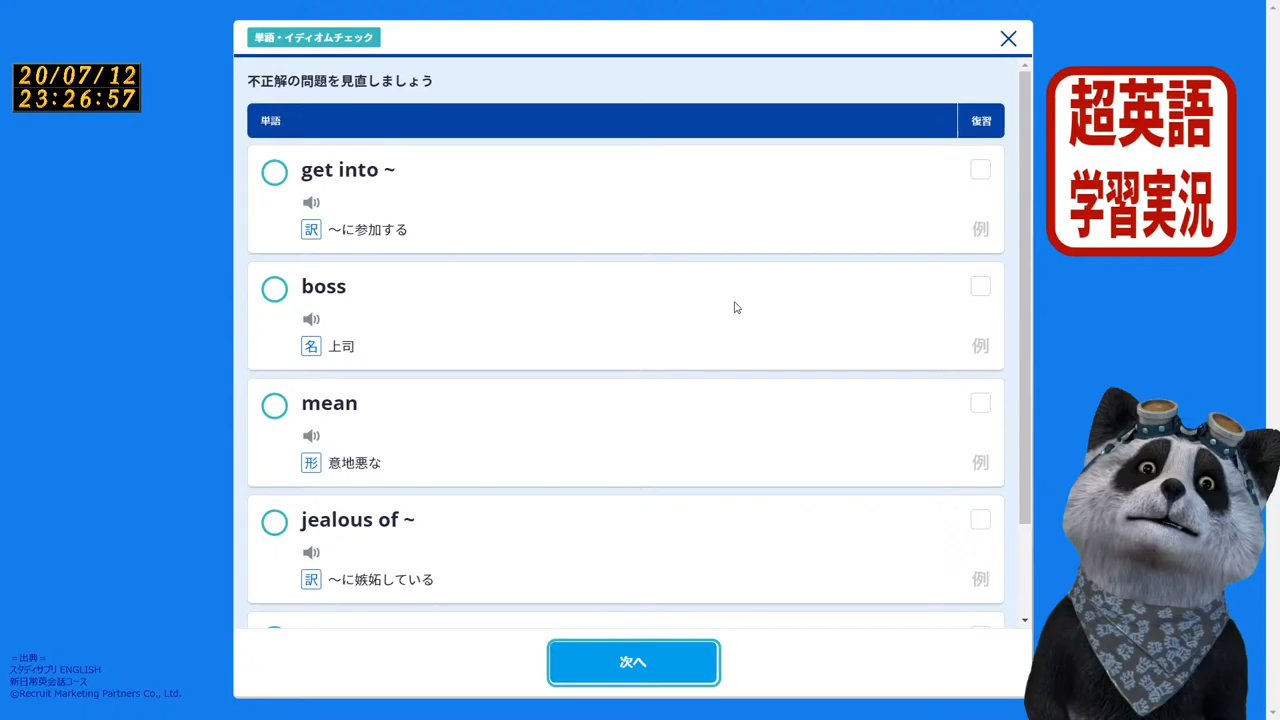 単語・イディオムチェック
20/07/12
23:26:57
不正解の問題を見直しましょう
単語
復習
get into ~
訳 ～に参加する
例
boss
名 上司
例
mean
形 意地悪な
例
jealous of ~
訳 ～に嫉妬している
例
次へ
超英語
学習実況
＝出典＝
スタディサプリ ENGLISH
新日常英会話コース
©Recruit Marketing Partners Co., Ltd.